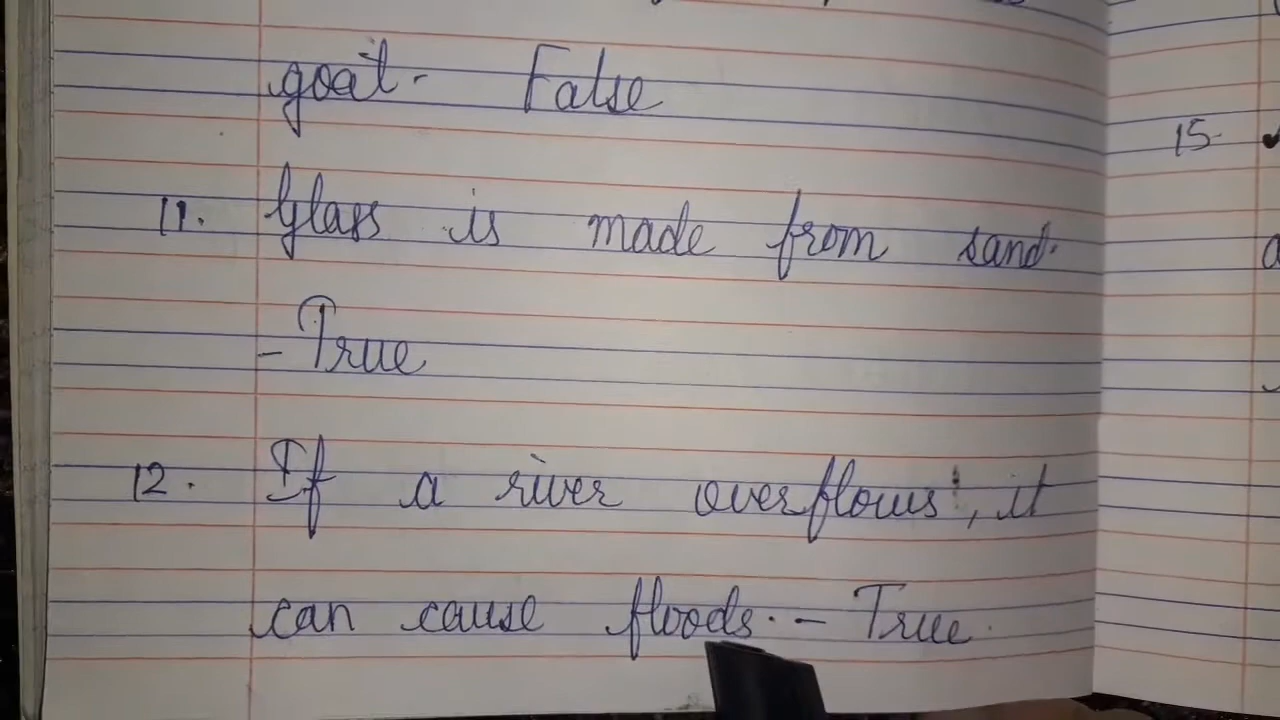 goat. False
11. Glass is made from sand.
- True
12. If a river overflows, it
can cause floods. - True.
15.